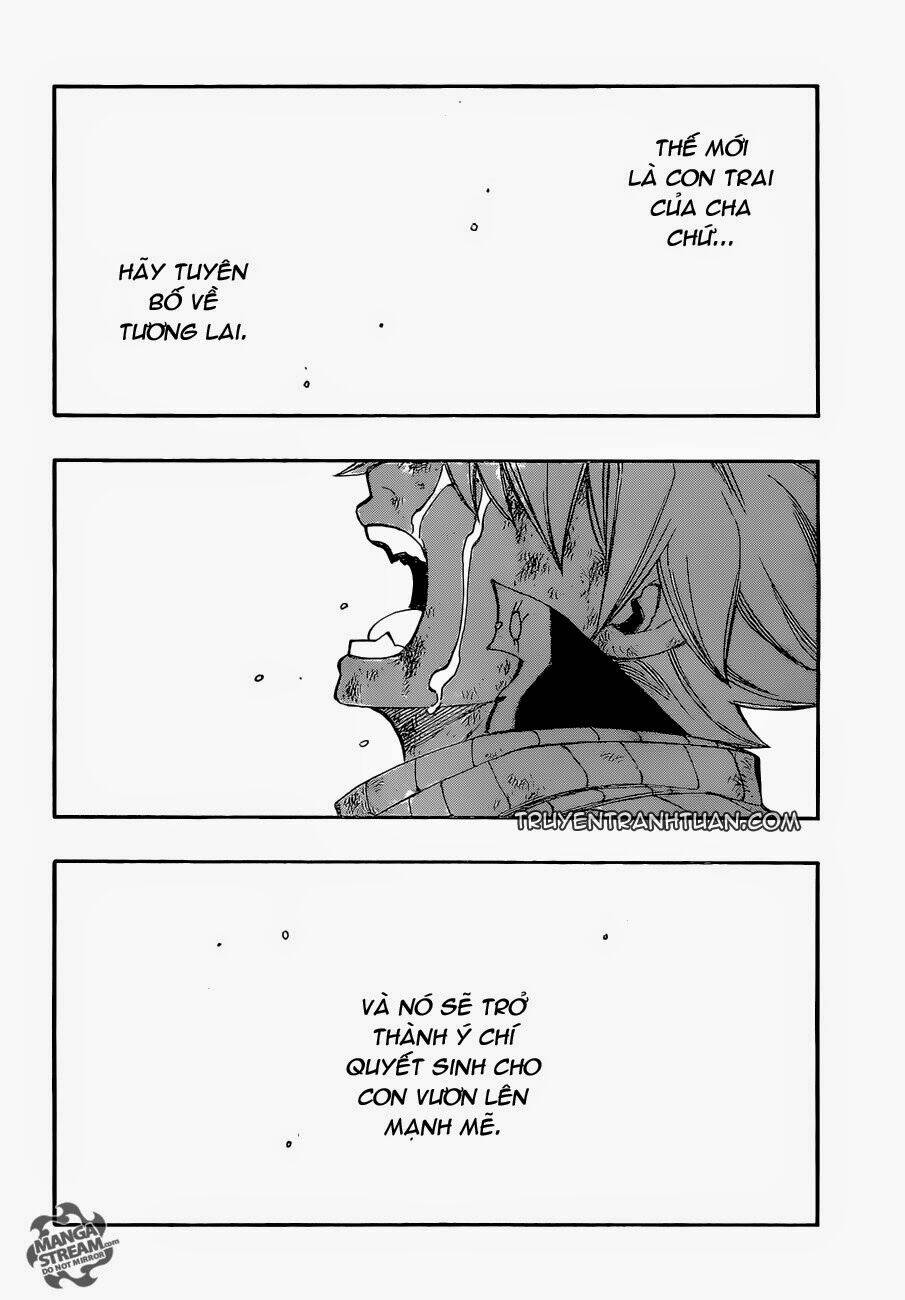 THẾ MỚI
LÀ CON TRAI
CỦA CHA
CHỨ...
HÃY TUYÊN
BỐ VỀ
TƯƠNG LAI.
TRUYENTRANHTUAN.COM
VÀ NÓ SẼ TRỞ
THÀNH Ý CHÍ
QUYẾT SINH CHO
CON VƯƠN LÊN
MẠNH MẼ.
MANGA
STREAM.com
DO NOT MIRROR